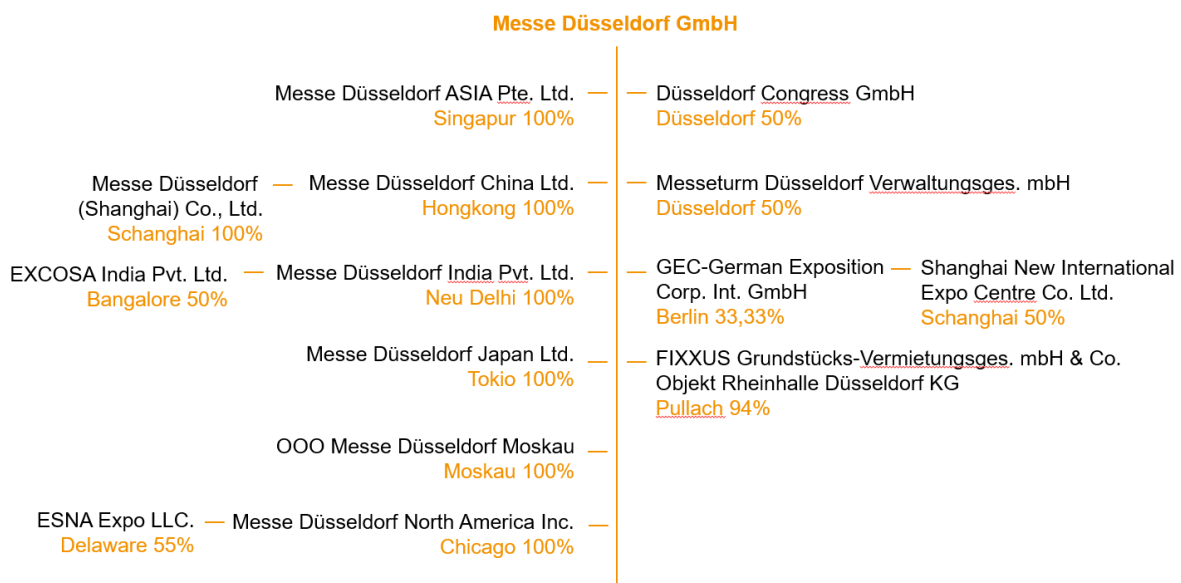 Messe Düsseldorf GmbH
Messe Düsseldorf ASIA Pte. Ltd.
Singapur 100%
Düsseldorf Congress GmbH
Düsseldorf 50%
Messe Düsseldorf
(Shanghai) Co., Ltd.
Schanghai 100%
Messe Düsseldorf China Ltd.
Hongkong 100%
Messeturm Düsseldorf Verwaltungsges. mbH
Düsseldorf 50%
EXCOSA India Pvt. Ltd.
Bangalore 50%
Messe Düsseldorf India Pvt. Ltd.
Neu Delhi 100%
GEC-German Exposition
Corp. Int. GmbH
Berlin 33,33%
Shanghai New International
Expo Centre Co. Ltd.
Schanghai 50%
Messe Düsseldorf Japan Ltd.
Tokio 100%
FIXXUS Grundstücks-Vermietungsges. mbH & Co.
Objekt Rheinhalle Düsseldorf KG
Pullach 94%
OOO Messe Düsseldorf Moskau
Moskau 100%
ESNA Expo LLC.
Delaware 55%
Messe Düsseldorf North America Inc.
Chicago 100%